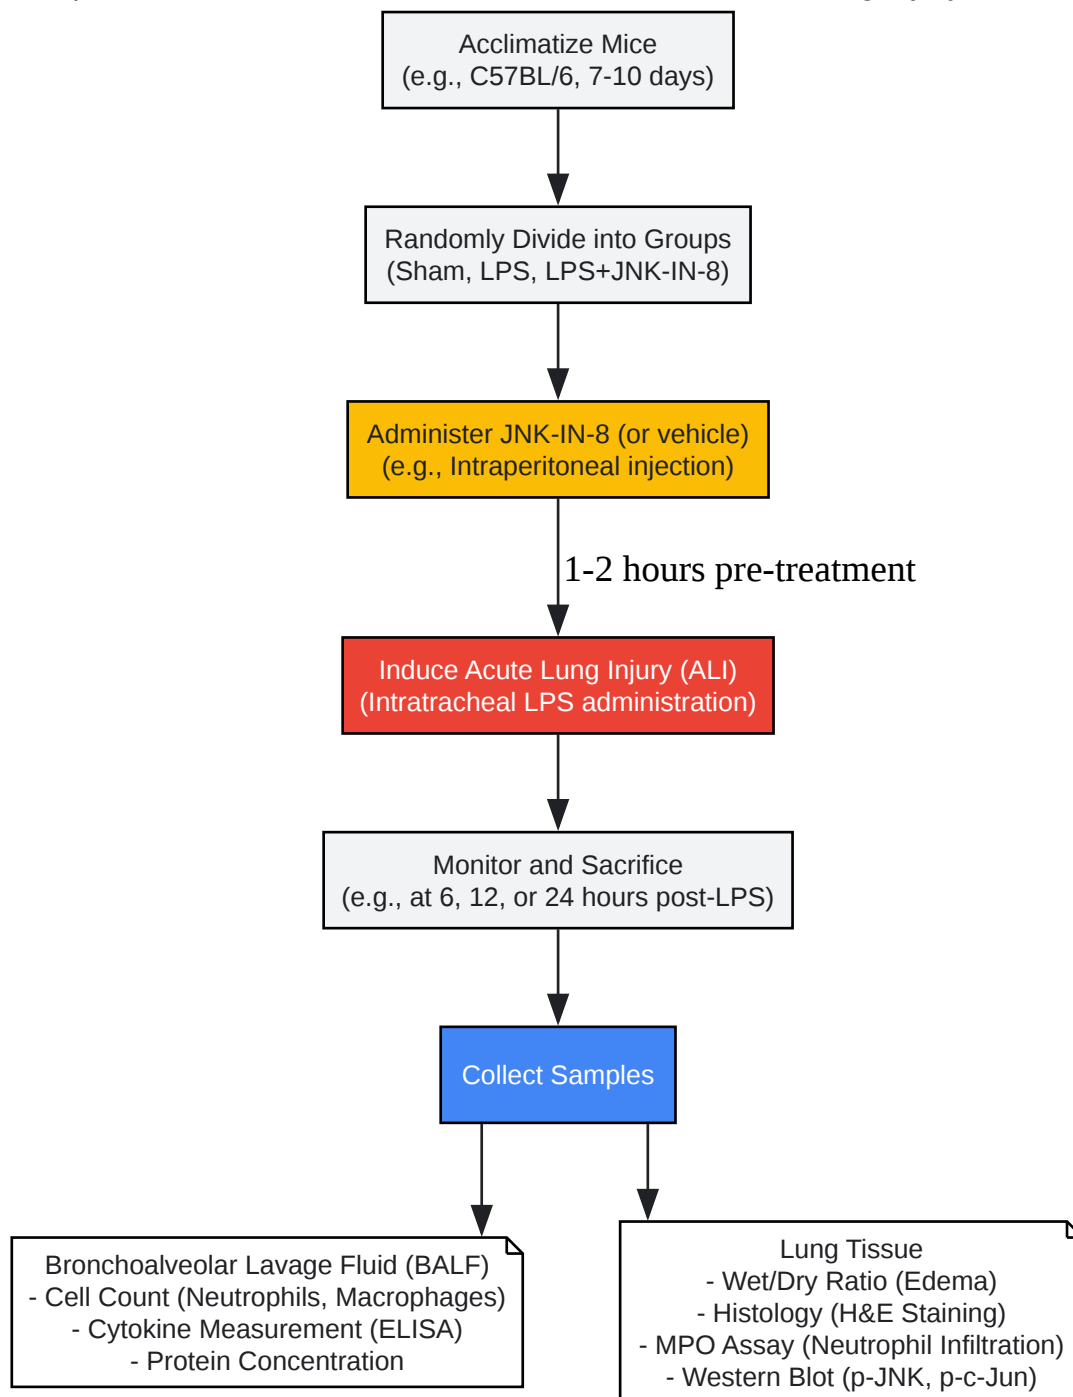 Acclimatize Mice
(e.g., C57BL/6, 7-10 days)
Randomly Divide into Groups
(Sham, LPS, LPS+JNK-IN-8)
Administer JNK-IN-8 (or vehicle)
(e.g., Intraperitoneal injection)
1-2 hours pre-treatment
Induce Acute Lung Injury (ALI)
(Intratracheal LPS administration)
Monitor and Sacrifice
(e.g., at 6, 12, or 24 hours post-LPS)
Collect Samples
Bronchoalveolar Lavage Fluid (BALF)
- Cell Count (Neutrophils, Macrophages)
- Cytokine Measurement (ELISA)
- Protein Concentration
Lung Tissue
- Wet/Dry Ratio (Edema)
- Histology (H&E Staining)
- MPO Assay (Neutrophil Infiltration)
- Western Blot (p-JNK, p-c-Jun)